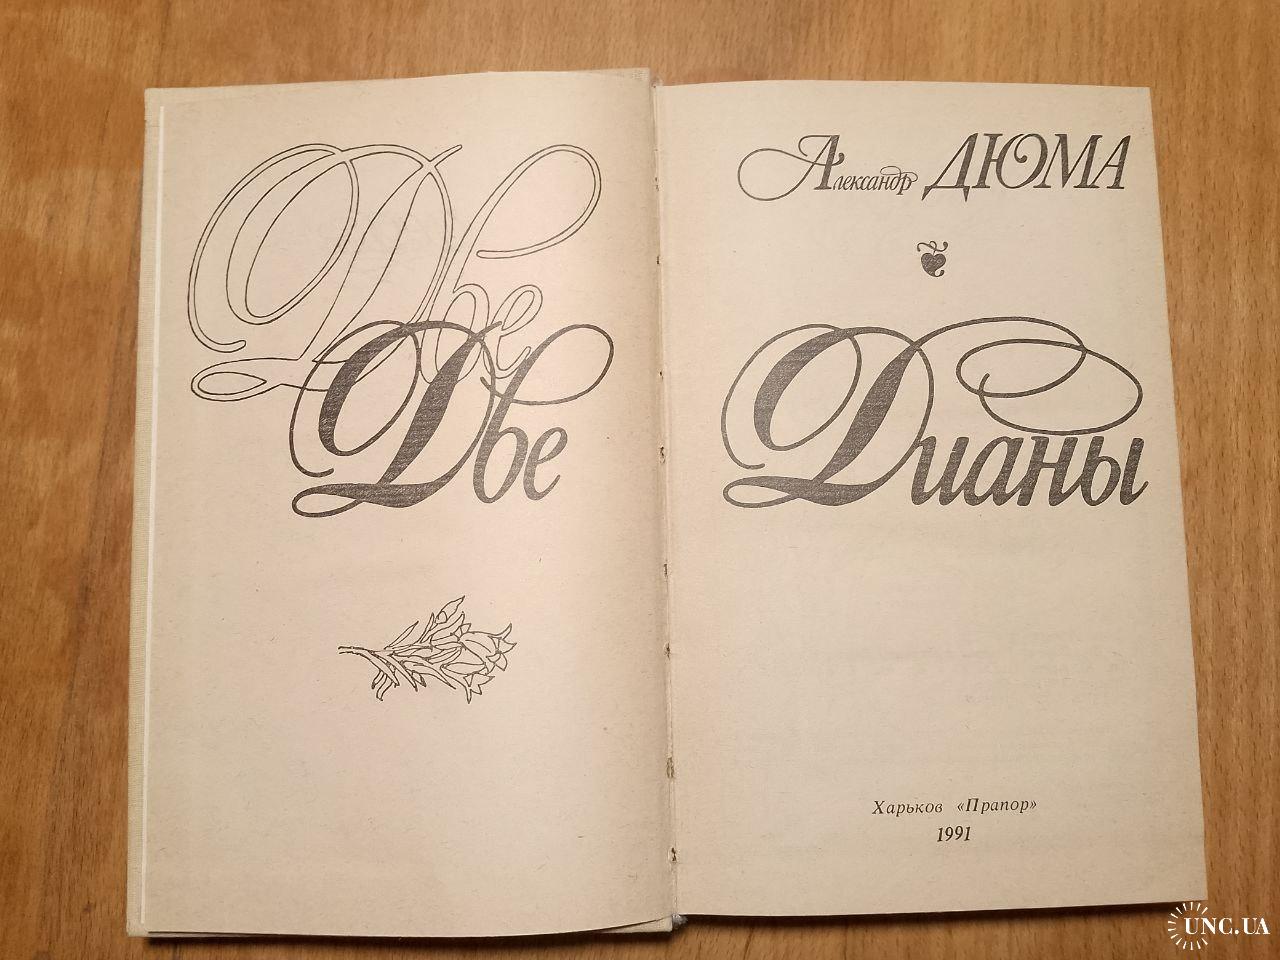 Две
Две
Александр ДЮМА
Дианы
Харьков «Прапор»
1991
UNC.UA